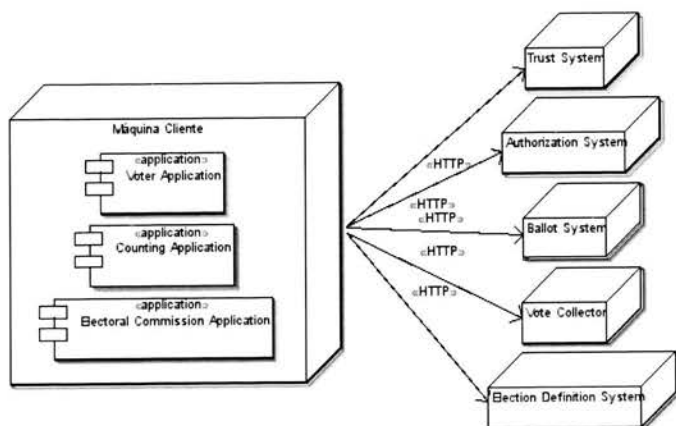 Máquina Cliente
«application»
Voter Application
«application»
Counting Application
«application»
Electoral Commission Application
Trust System
«HTTP»
Authorization System
«HTTP»
«HTTP»
Ballot System
«HTTP»
«HTTP»
Vote Collector
Election Definition System